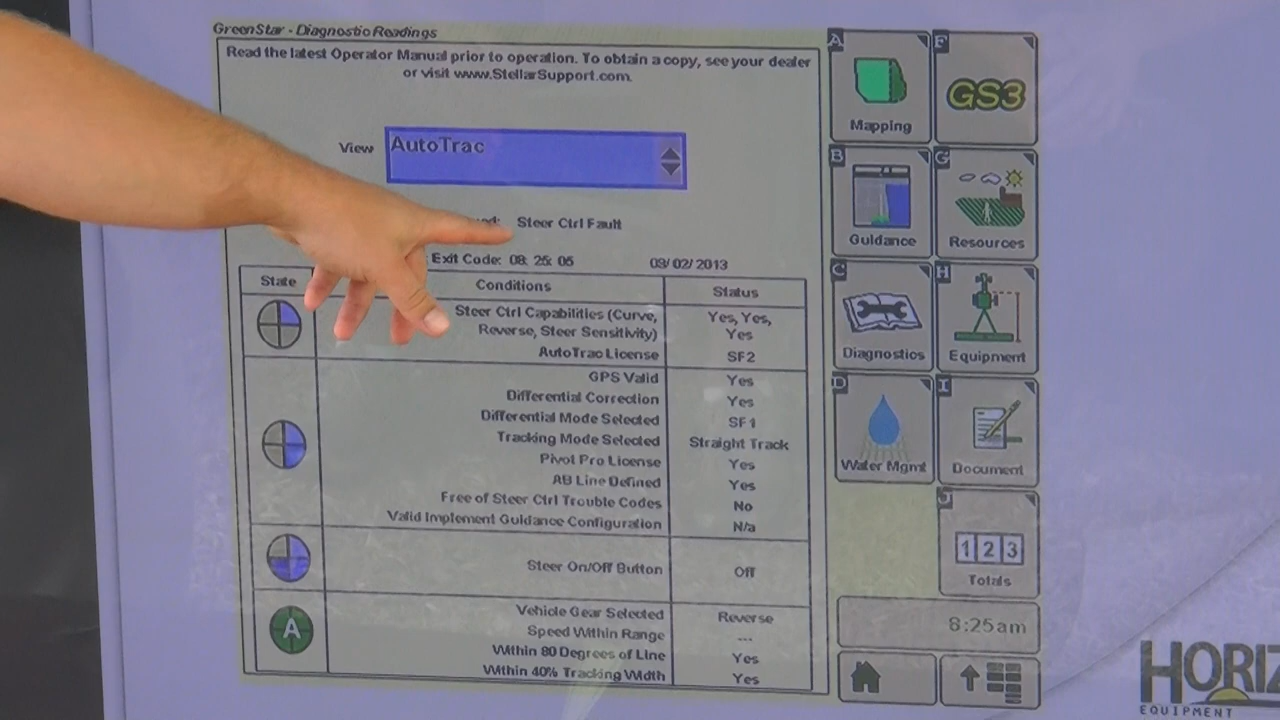 GreenStar - Diagnostic Readings
Read the latest Operator Manual prior to operation. To obtain a copy, see your dealer
or visit www.StellarSupport.com.
View AutoTrac
Steer Ctrl Fault
Exit Code: 08: 25: 05 09/02/2013
State Conditions Status
Steer Ctrl Capabilities (Curve, Yes, Yes,
Reverse, Steer Sensitivity) Yes
AutoTrac License SF2
GPS Valid Yes
Differential Correction Yes
Differential Mode Selected SF1
Tracking Mode Selected Straight Track
Pivot Pro License Yes
AB Line Defined Yes
Free of Steer Ctrl Trouble Codes No
Valid Implement Guidance Configuration N/a
Steer On/Off Button Off
A
Vehicle Gear Selected Reverse
Speed Within Range ---
Within 80 Degrees of Line Yes
Within 40% Tracking Width Yes
A
Mapping
F
GS3
B
Guidance
G
Resources
C
Diagnostics
H
Equipment
D
Water Mgmt
I
Document
J
123
Totals
8:25am
HORIZ
EQUIPMENT